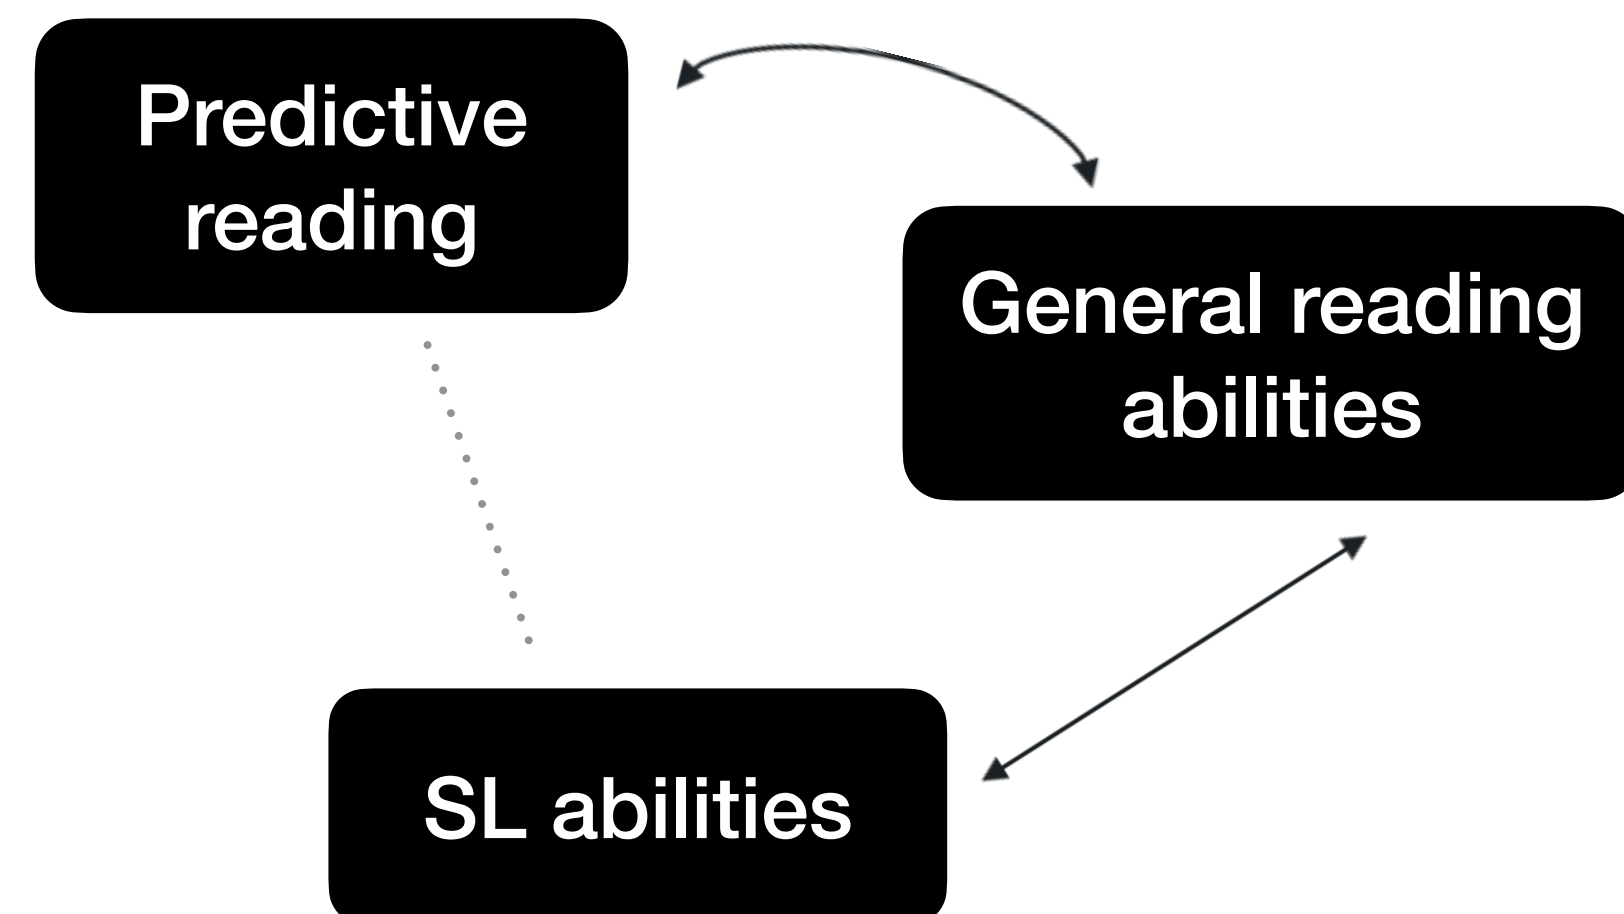 Predictive
reading
General reading
abilities
SL abilities